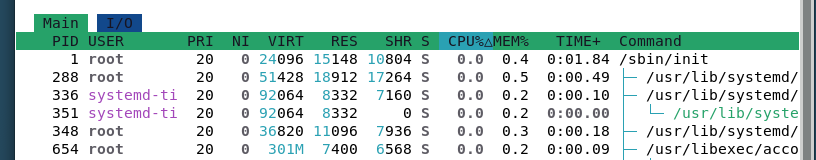 Main I/O
PID USER PRI NI VIRT RES SHR S CPU%△MEM% TIME+ Command
1 root 20 0 24096 15148 10804 S 0.0 0.4 0:01.84 /sbin/init
288 root 20 0 51428 18912 17264 S 0.0 0.5 0:00.49 ├─ /usr/lib/systemd/
336 systemd-ti 20 0 92064 8332 7160 S 0.0 0.2 0:00.10 ├─ /usr/lib/systemd/
351 systemd-ti 20 0 92064 8332 0 S 0.0 0.2 0:00.00 │ └─ /usr/lib/syste
348 root 20 0 36820 11096 7936 S 0.0 0.3 0:00.18 ├─ /usr/lib/systemd/
654 root 20 0 301M 7400 6568 S 0.0 0.2 0:00.09 ├─ /usr/libexec/acco